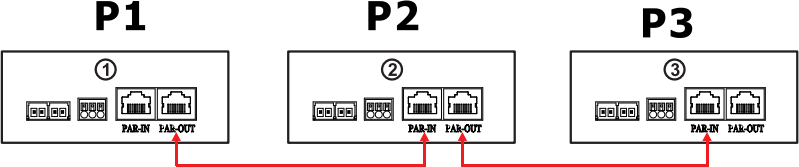 P1 P2 P3
① ② ③
PAR-IN PAR-OUT PAR-IN PAR-OUT PAR-IN PAR-OUT